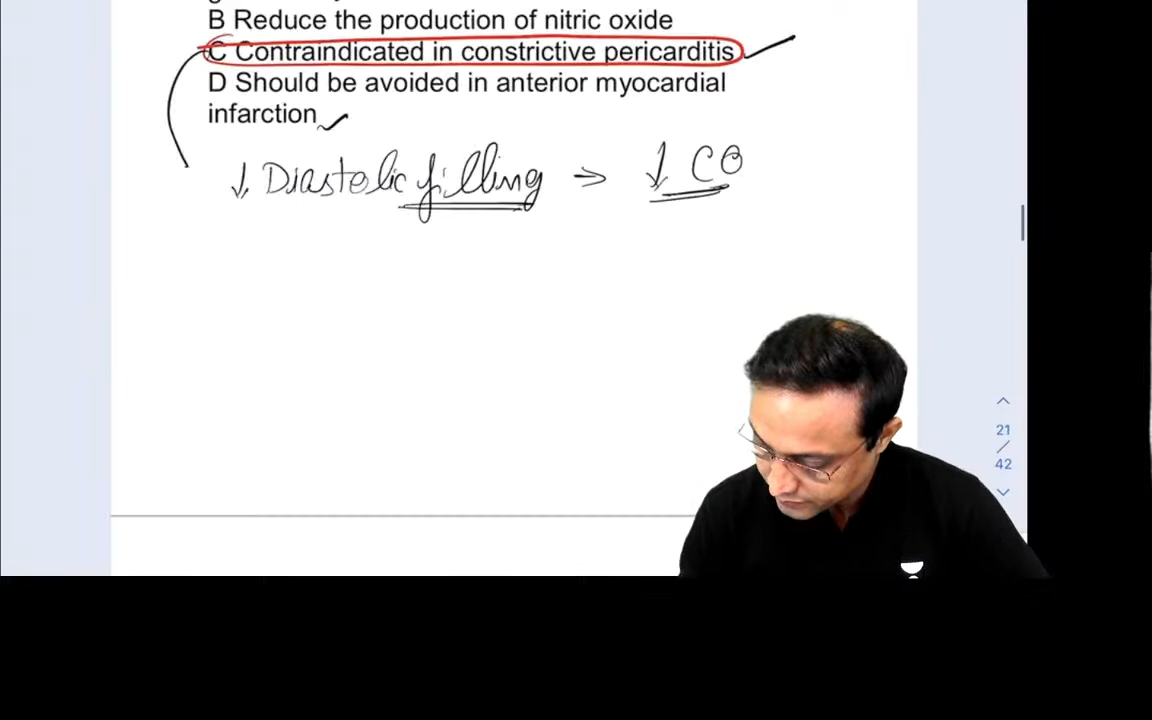 B Reduce the production of nitric oxide
C Contraindicated in constrictive pericarditis
D Should be avoided in anterior myocardial
infarction
↓ Diastolic filling → ↓ CO
21
/
42